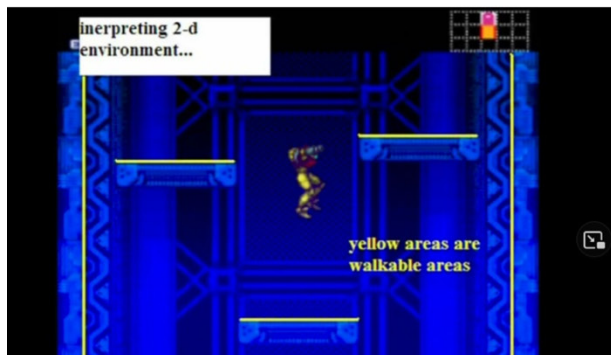 inerpreting 2-d
environment...
yellow areas are
walkable areas